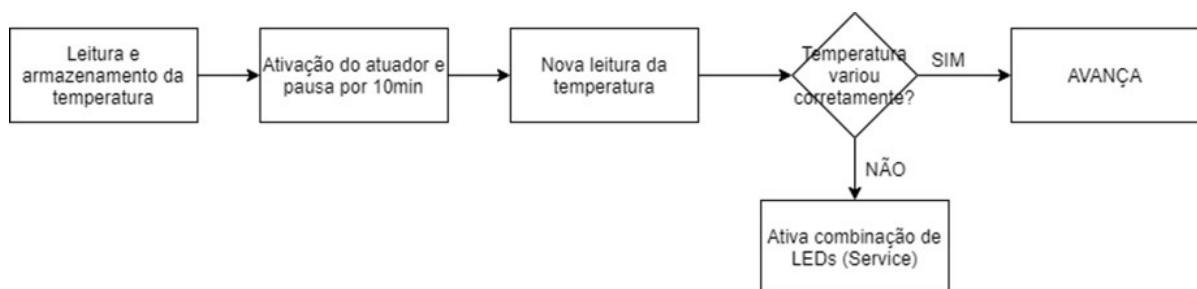 Leitura e
armazenamento da
temperatura
Ativação do atuador e
pausa por 10min
Nova leitura da
temperatura
Temperatura
variou
corretamente?
SIM
AVANÇA
NÃO
Ativa combinação de
LEDs (Service)